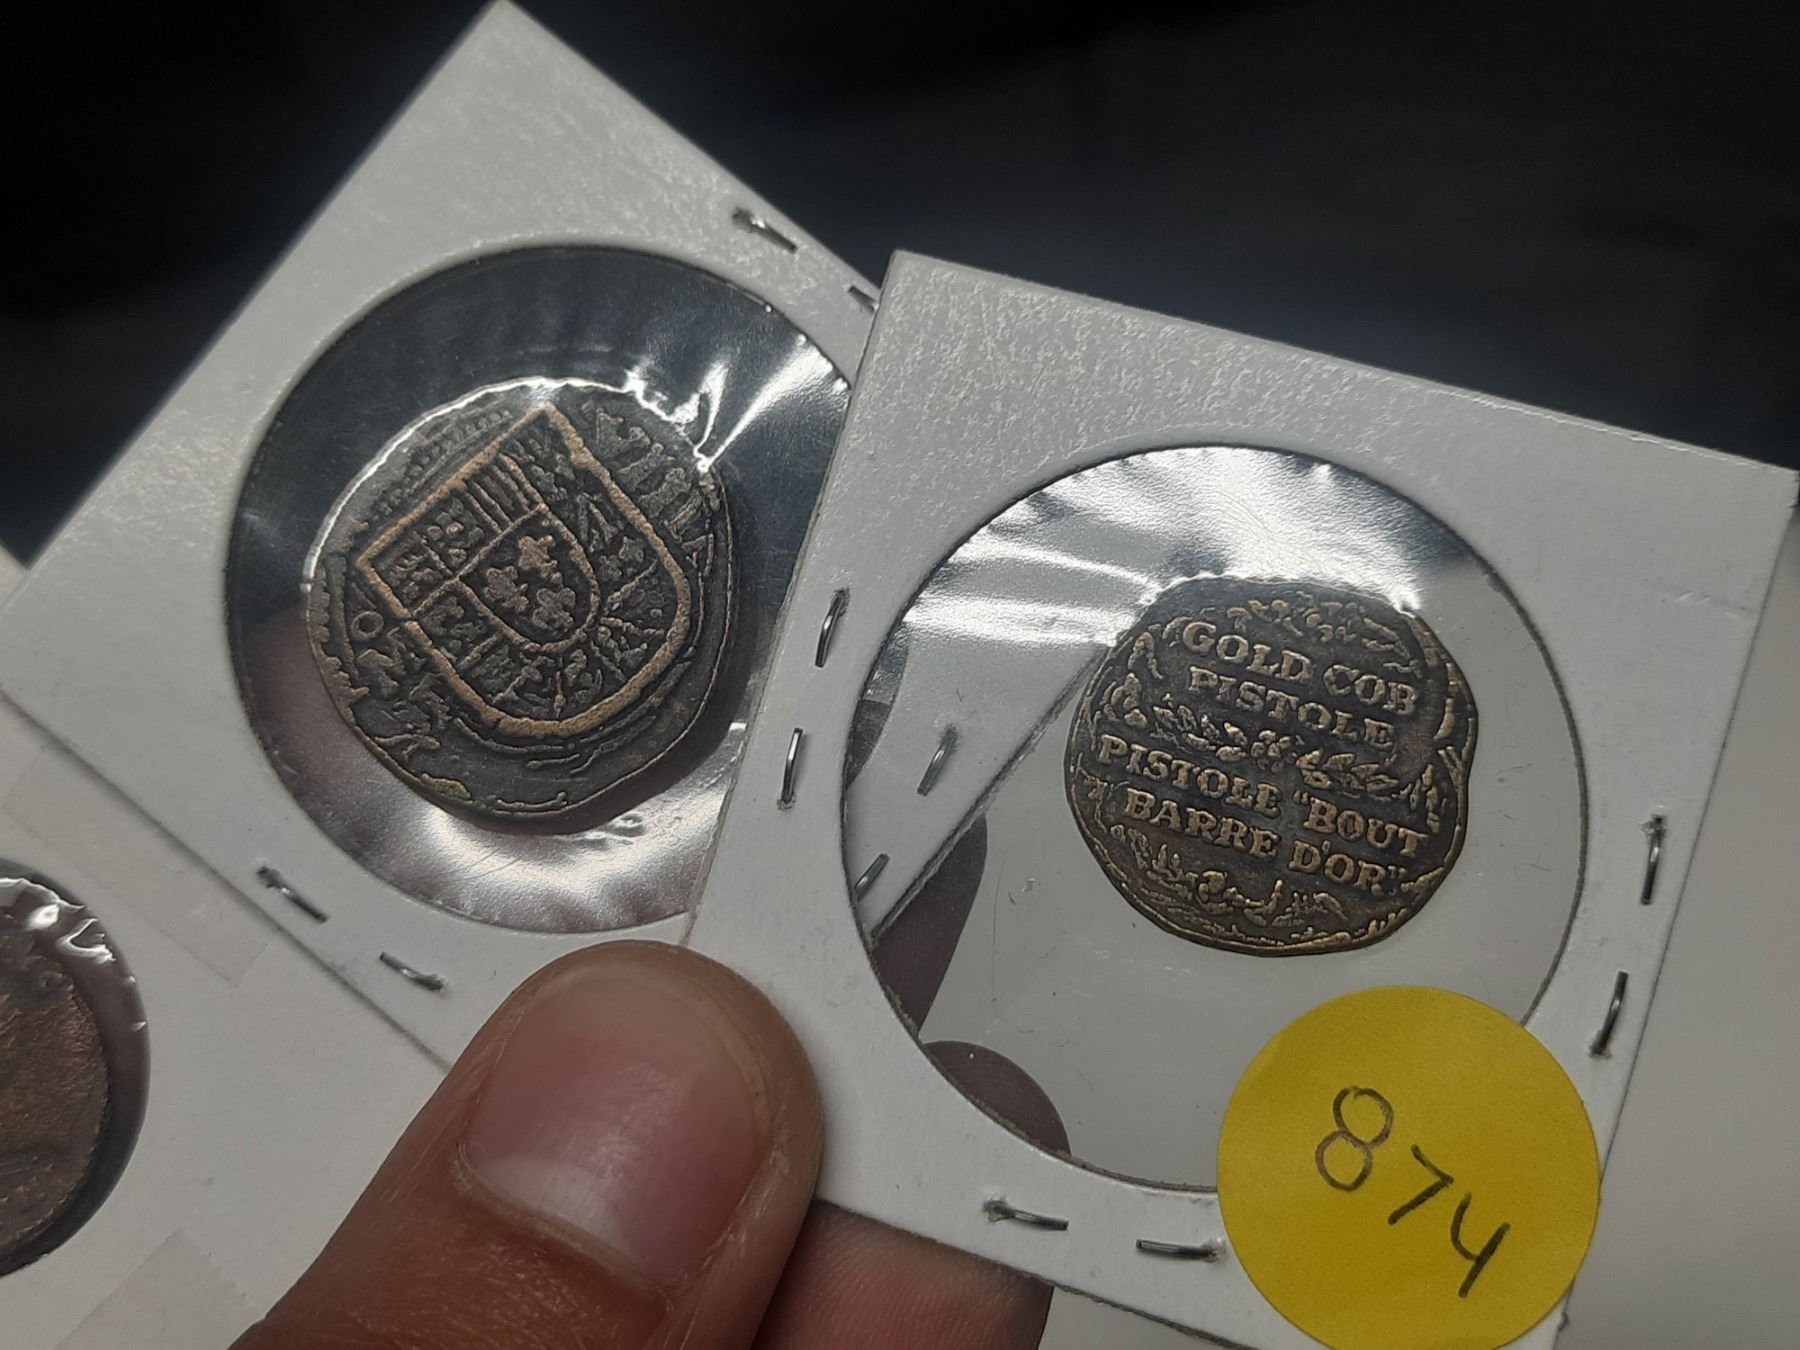 GOLD COB
PISTOLE
PISTOLE "BOUT
BARRE D'OR"
874